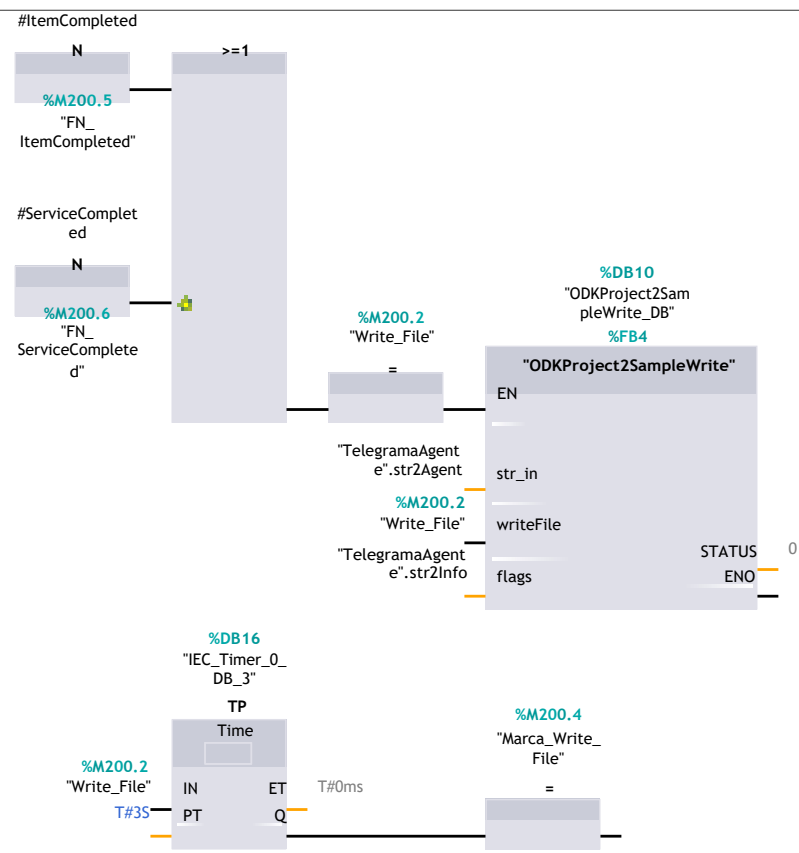 #ItemCompleted
N
>=1
%M200.5
"FN_
ItemCompleted"
#ServiceComplet
ed
N
%M200.6
"FN_
ServiceComplete
d"
%M200.2
"Write_File"
=
%DB10
"ODKProject2Sam
pleWrite_DB"
%FB4
"ODKProject2SampleWrite"
EN
"TelegramaAgent
e".str2Agent
str_in
%M200.2
"Write_File"
writeFile
"TelegramaAgent
e".str2Info
flags
STATUS
0
ENO
%DB16
"IEC_Timer_0_
DB_3"
TP
Time
%M200.2
"Write_File"
IN
ET
T#0ms
T#3S
PT
Q
%M200.4
"Marca_Write_
File"
=